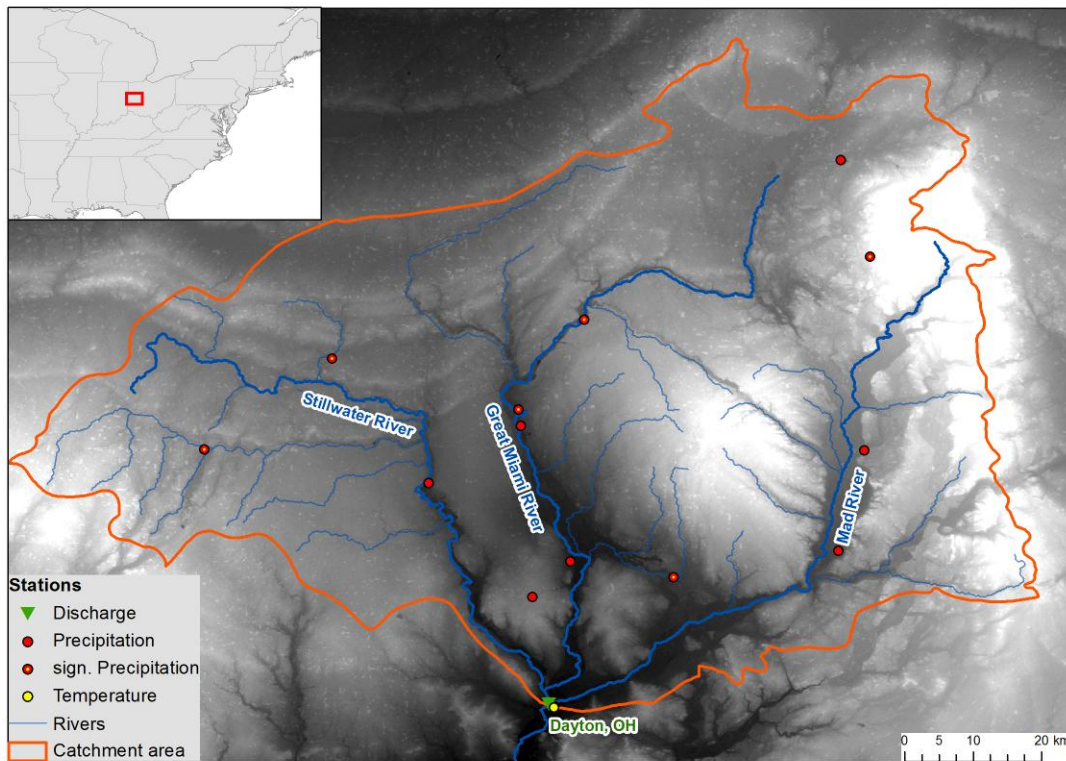 Stillwater River
Great Miami River
Mad River
Dayton, OH
Stations
Discharge
Precipitation
sign. Precipitation
Temperature
Rivers
Catchment area
0 5 10 20 km